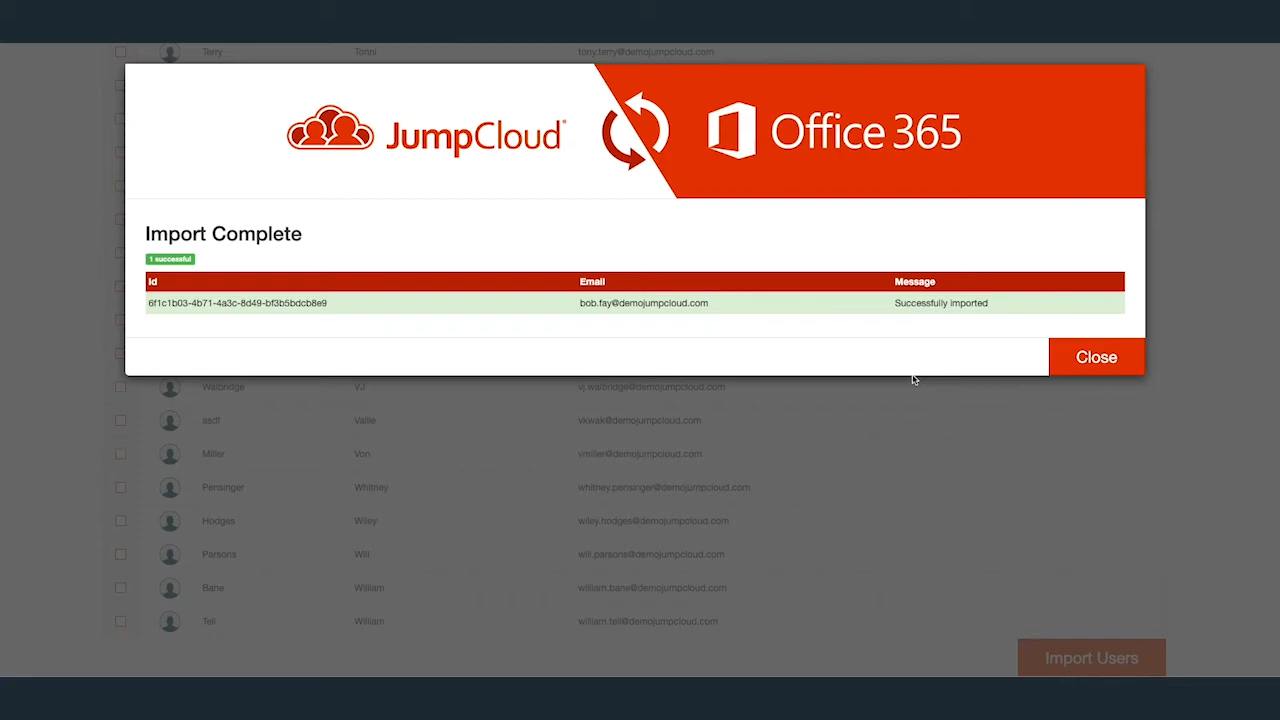 Terry Tonni tony.terry@demojumpcloud.com
JumpCloud® Office 365
Import Complete
1 successful
Id Email Message
6f1c1b03-4b71-4a3c-8d49-bf3b5bdcb8e9 bob.fay@demojumpcloud.com Successfully imported
Close
Walbridge VJ vj.walbridge@demojumpcloud.com
asdf Vallie vkwak@demojumpcloud.com
Miller Von vmiller@demojumpcloud.com
Pensinger Whitney whitney.pensinger@demojumpcloud.com
Hodges Wiley wiley.hodges@demojumpcloud.com
Parsons Will will.parsons@demojumpcloud.com
Bane William william.bane@demojumpcloud.com
Tell William william.tell@demojumpcloud.com
Import Users